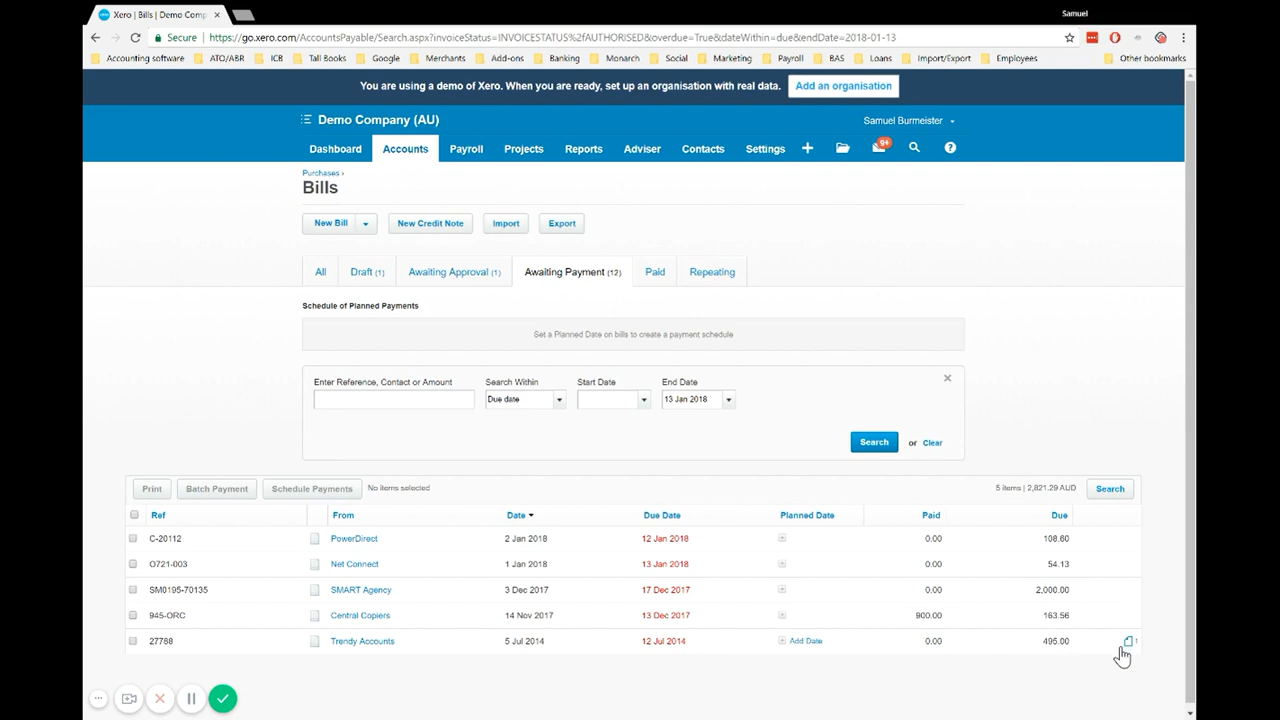 Xero | Bills | Demo Comp
Samuel
Secure | https://go.xero.com/AccountsPayable/Search.aspx?invoiceStatus=INVOICESTATUS%2fAUTHORISED&overdue=True&dateWithin=due&endDate=2018-01-13
Accounting software ATO/ABR ICB Tall Books Google Merchants Add-ons Banking Monarch Social Marketing Payroll BAS Loans Import/Export Employees Other bookmarks
You are using a demo of Xero. When you are ready, set up an organisation with real data. Add an organisation
Demo Company (AU) Samuel Burmeister
Dashboard Accounts Payroll Projects Reports Adviser Contacts Settings 9+
Purchases ›
Bills
New Bill New Credit Note Import Export
All Draft (1) Awaiting Approval (1) Awaiting Payment (12) Paid Repeating
Schedule of Planned Payments
Set a Planned Date on bills to create a payment schedule
Enter Reference, Contact or Amount Search Within Start Date End Date
Due date 13 Jan 2018
Search or Clear
Print Batch Payment Schedule Payments No items selected 5 items | 2,821.29 AUD Search
Ref From Date Due Date Planned Date Paid Due
C-20112 PowerDirect 2 Jan 2018 12 Jan 2018 0.00 108.60
O721-003 Net Connect 1 Jan 2018 13 Jan 2018 0.00 54.13
SM0195-70135 SMART Agency 3 Dec 2017 17 Dec 2017 0.00 2,000.00
945-ORC Central Copiers 14 Nov 2017 13 Dec 2017 900.00 163.56
27788 Trendy Accounts 5 Jul 2014 12 Jul 2014 Add Date 0.00 495.00 1